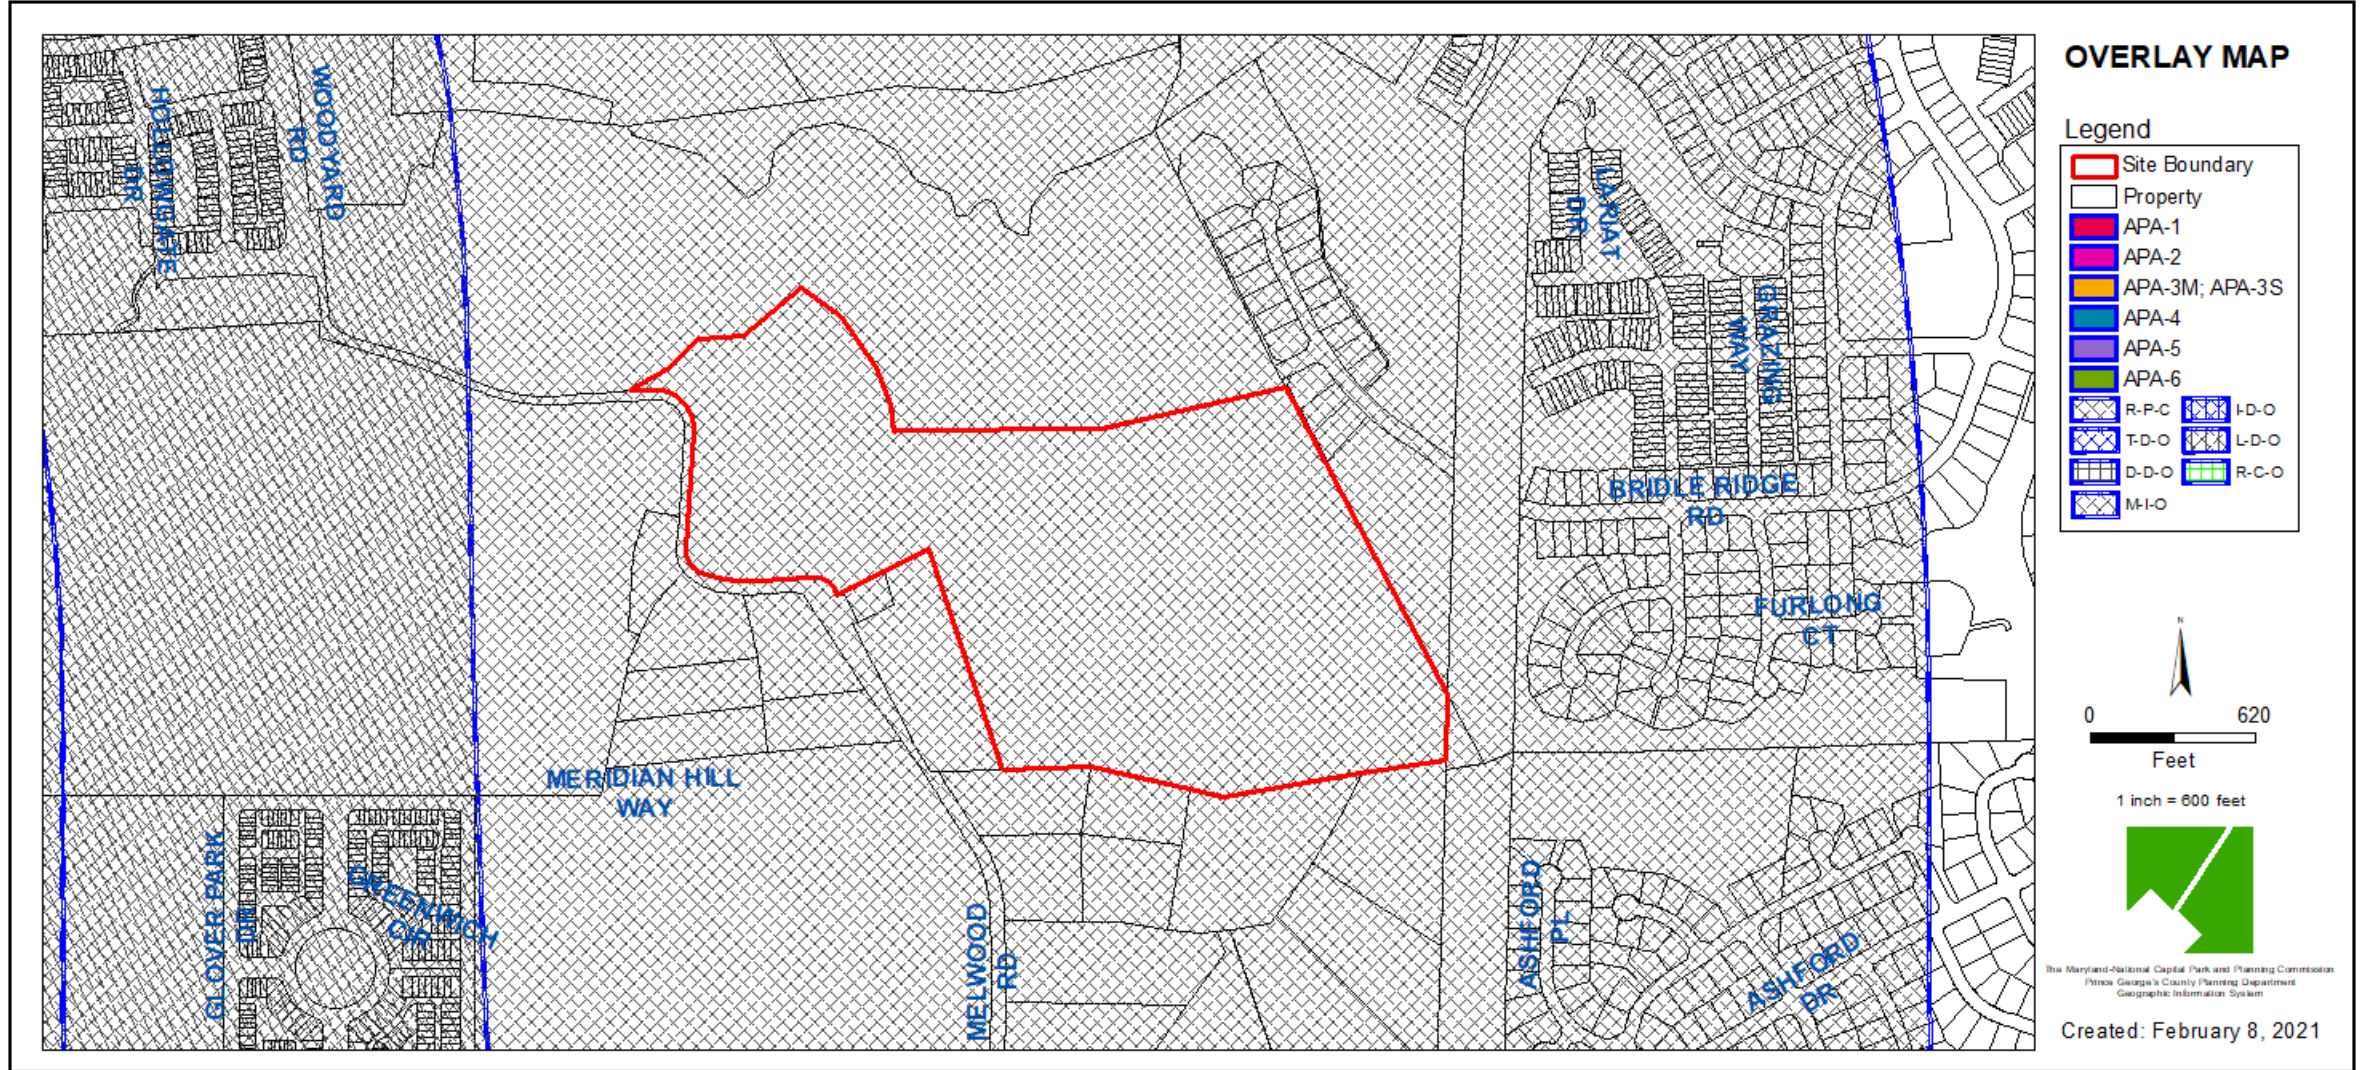 OVERLAY MAP
Legend
Site Boundary
Property
APA-1
APA-2
APA-3M; APA-3S
APA-4
APA-5
APA-6
R-P-C
I-D-O
T-D-O
L-D-O
D-D-O
R-C-O
M-I-O
N
0 620
Feet
1 inch = 600 feet
The Maryland-National Capital Park and Planning Commission
Prince George's County Planning Department
Geographic Information System
Created: February 8, 2021
HOLLOWGATE
DR
WOODYARD
RD
LARIAT
DR
GRAZING
WAY
BRIDLE RIDGE
RD
FURLONG
CT
MERIDIAN HILL
WAY
GLOVER PARK
DR
GREENWICH
CIR
MELWOOD
RD
ASHFORD
PL
ASHFORD
DR